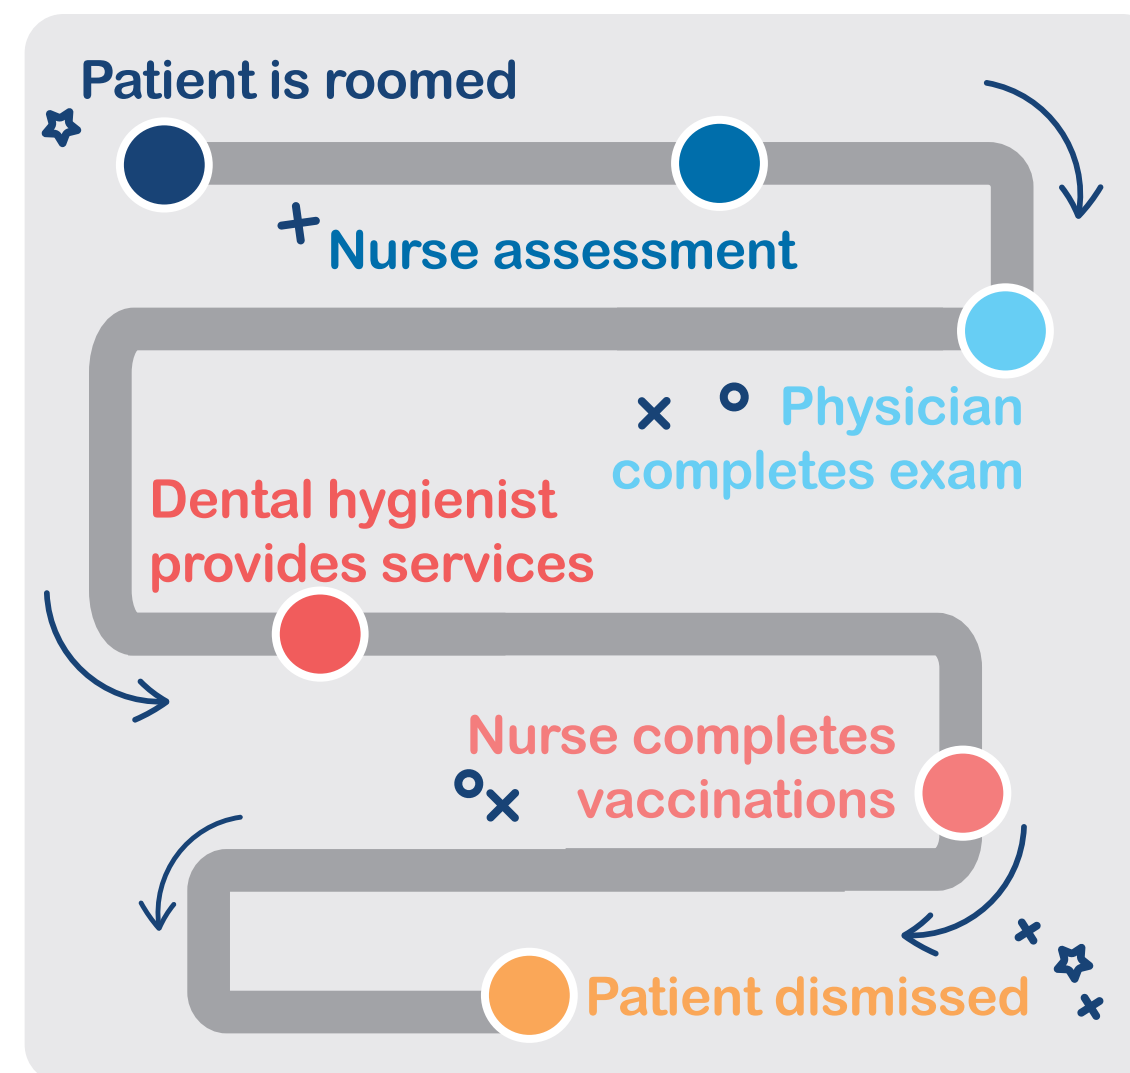 Patient is roomed
Nurse assessment
Physician
completes exam
Dental hygienist
provides services
Nurse completes
vaccinations
Patient dismissed